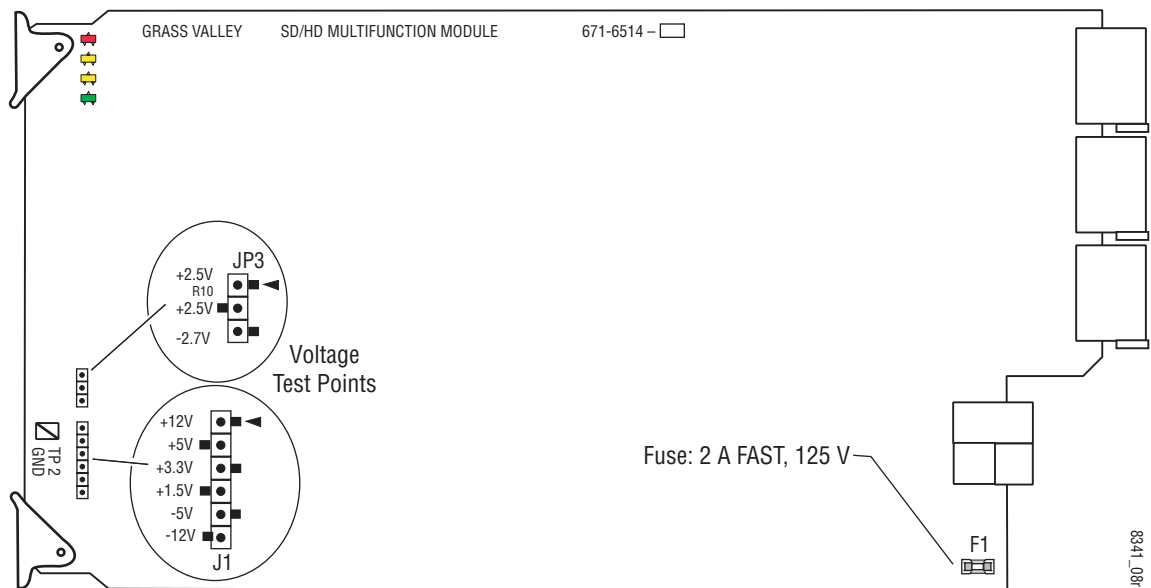 GRASS VALLEY SD/HD MULTIFUNCTION MODULE 671-6514 –
JP3
+2.5V
R10
+2.5V
-2.7V
Voltage
Test Points
+12V
+5V
+3.3V
+1.5V
-5V
-12V
J1
TP 2
GND
Fuse: 2 A FAST, 125 V
F1
8341_08r